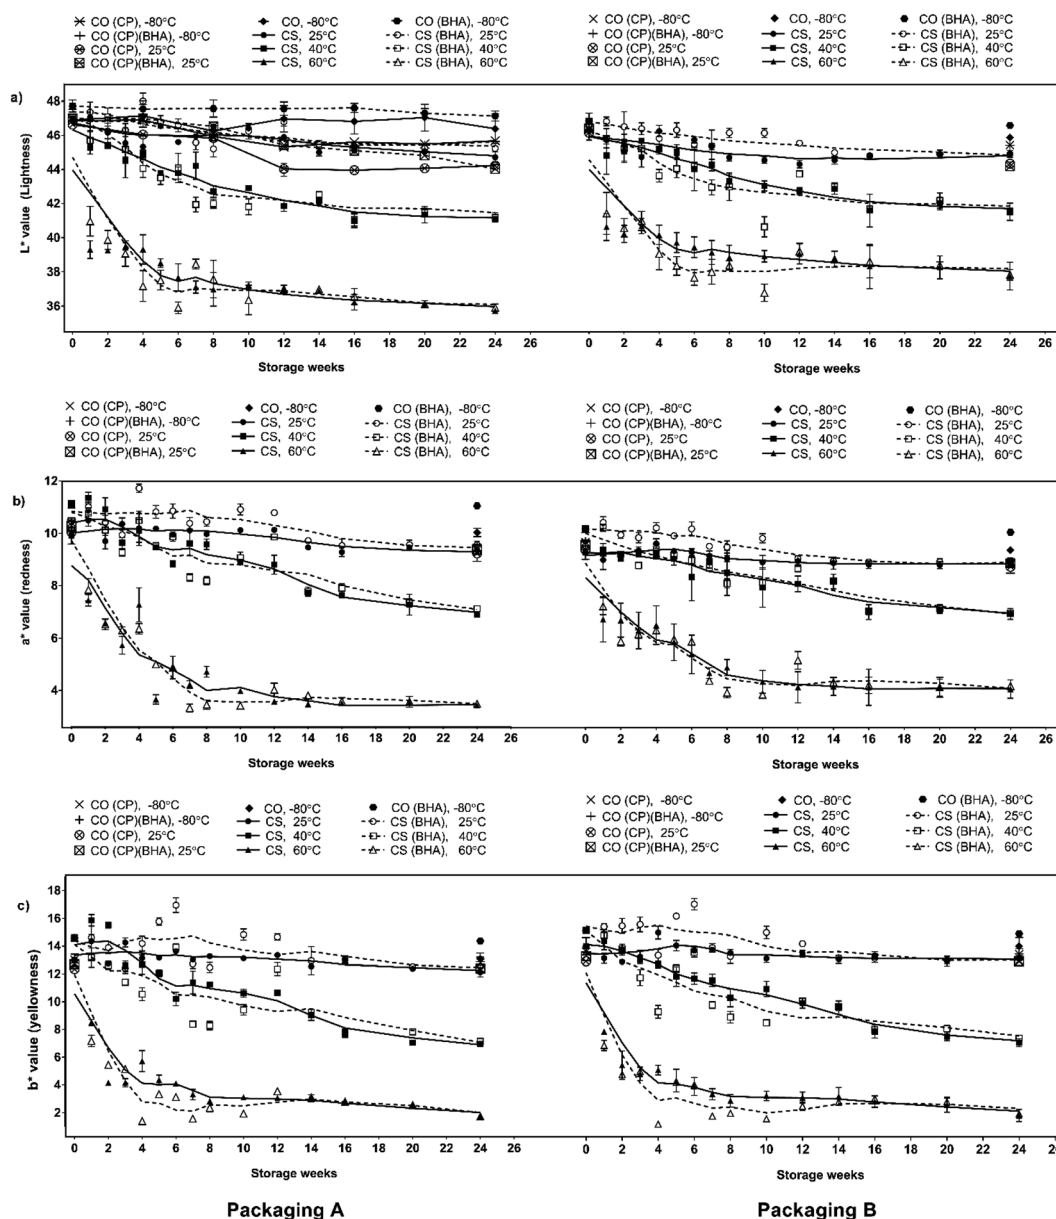 CO (CP), -80°C CO, -80°C CO (BHA), -80°C
CO (CP)(BHA), -80°C CS, 25°C CS (BHA), 25°C
CO (CP), 25°C CS, 40°C CS (BHA), 40°C
CO (CP)(BHA), 25°C CS, 60°C CS (BHA), 60°C
CO (CP), -80°C CO, -80°C CO (BHA), -80°C
CO (CP)(BHA), -80°C CS, 25°C CS (BHA), 25°C
CO (CP), 25°C CS, 40°C CS (BHA), 40°C
CO (CP)(BHA), 25°C CS, 60°C CS (BHA), 60°C
a)
L* value (Lightness)
48
46
44
42
40
38
36
0 2 4 6 8 10 12 14 16 18 20 22 24 26
Storage weeks
0 2 4 6 8 10 12 14 16 18 20 22 24 26
Storage weeks
CO (CP), -80°C CO, -80°C CO (BHA), -80°C
CO (CP)(BHA), -80°C CS, 25°C CS (BHA), 25°C
CO (CP), 25°C CS, 40°C CS (BHA), 40°C
CO (CP)(BHA), 25°C CS, 60°C CS (BHA), 60°C
CO (CP), -80°C CO, -80°C CO (BHA), -80°C
CO (CP)(BHA), -80°C CS, 25°C CS (BHA), 25°C
CO (CP), 25°C CS, 40°C CS (BHA), 40°C
CO (CP)(BHA), 25°C CS, 60°C CS (BHA), 60°C
b)
a* value (redness)
12
10
8
6
4
0 2 4 6 8 10 12 14 16 18 20 22 24 26
Storage weeks
0 2 4 6 8 10 12 14 16 18 20 22 24 26
Storage weeks
CO (CP), -80°C CO, -80°C CO (BHA), -80°C
CO (CP)(BHA), -80°C CS, 25°C CS (BHA), 25°C
CO (CP), 25°C CS, 40°C CS (BHA), 40°C
CO (CP)(BHA), 25°C CS, 60°C CS (BHA), 60°C
CO (CP), -80°C CO, -80°C CO (BHA), -80°C
CO (CP)(BHA), -80°C CS, 25°C CS (BHA), 25°C
CO (CP), 25°C CS, 40°C CS (BHA), 40°C
CO (CP)(BHA), 25°C CS, 60°C CS (BHA), 60°C
c)
b* value (yellowness)
18
16
14
12
10
8
6
4
2
0 2 4 6 8 10 12 14 16 18 20 22 24 26
Storage weeks
0 2 4 6 8 10 12 14 16 18 20 22 24 26
Storage weeks
Packaging A
Packaging B